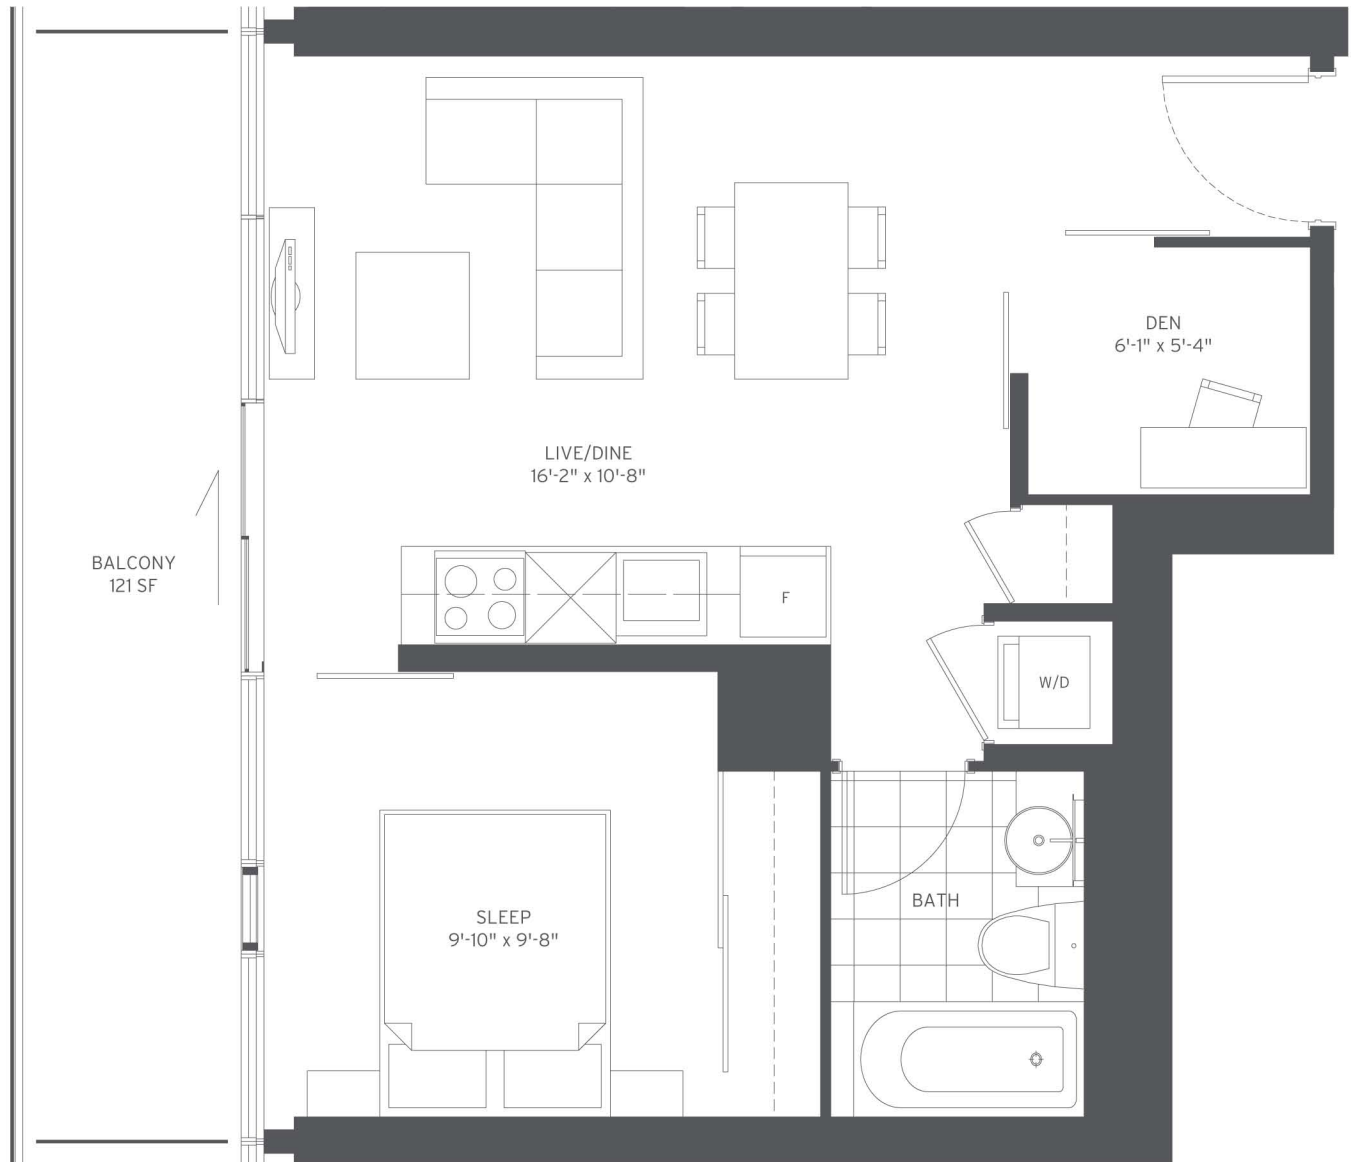 DEN
6'-1" x 5'-4"
LIVE/DINE
16'-2" x 10'-8"
BALCONY
121 SF
F
W/D
BATH
SLEEP
9'-10" x 9'-8"